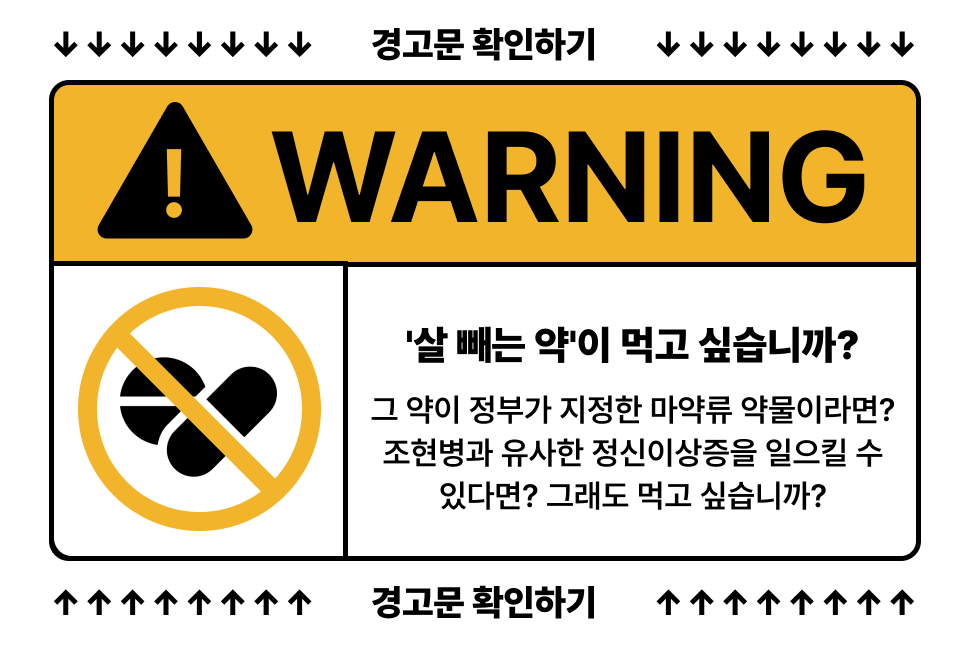 ↓↓↓↓↓↓↓↓ 경고문 확인하기 ↓↓↓↓↓↓↓↓
! WARNING
'살 빼는 약'이 먹고 싶습니까?
그 약이 정부가 지정한 마약류 약물이라면?
조현병과 유사한 정신이상증을 일으킬 수
있다면? 그래도 먹고 싶습니까?
↑↑↑↑↑↑↑↑ 경고문 확인하기 ↑↑↑↑↑↑↑↑